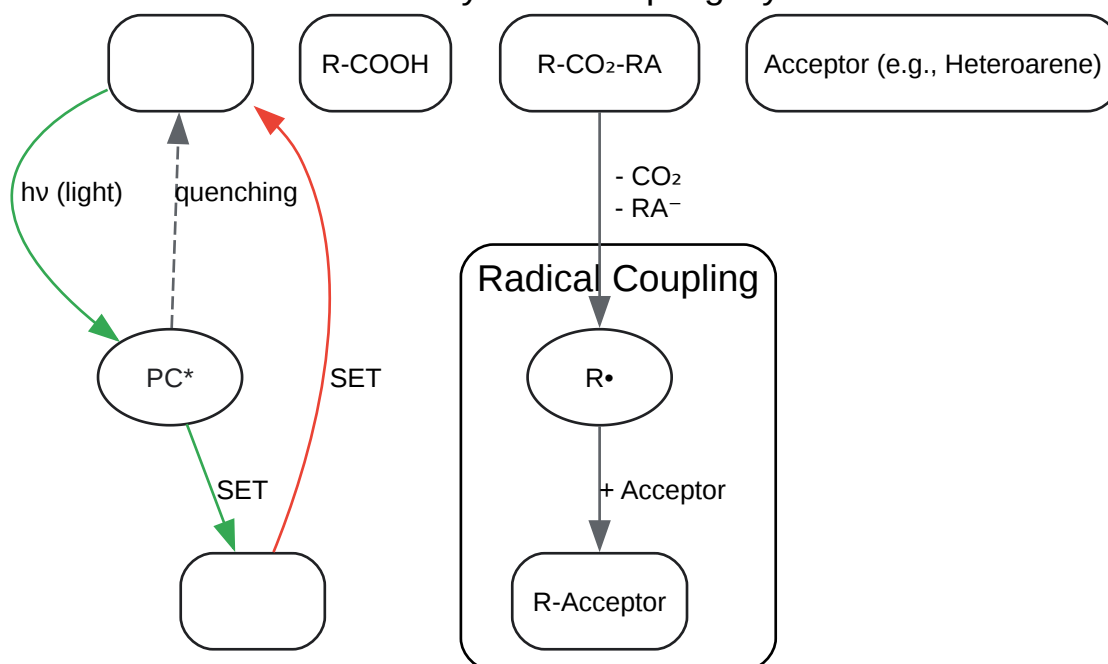 R-COOH
R-CO₂-RA
Acceptor (e.g., Heteroarene)
hν (light)
quenching
- CO₂
- RA⁻
Radical Coupling
PC*
SET
R•
SET
+ Acceptor
R-Acceptor